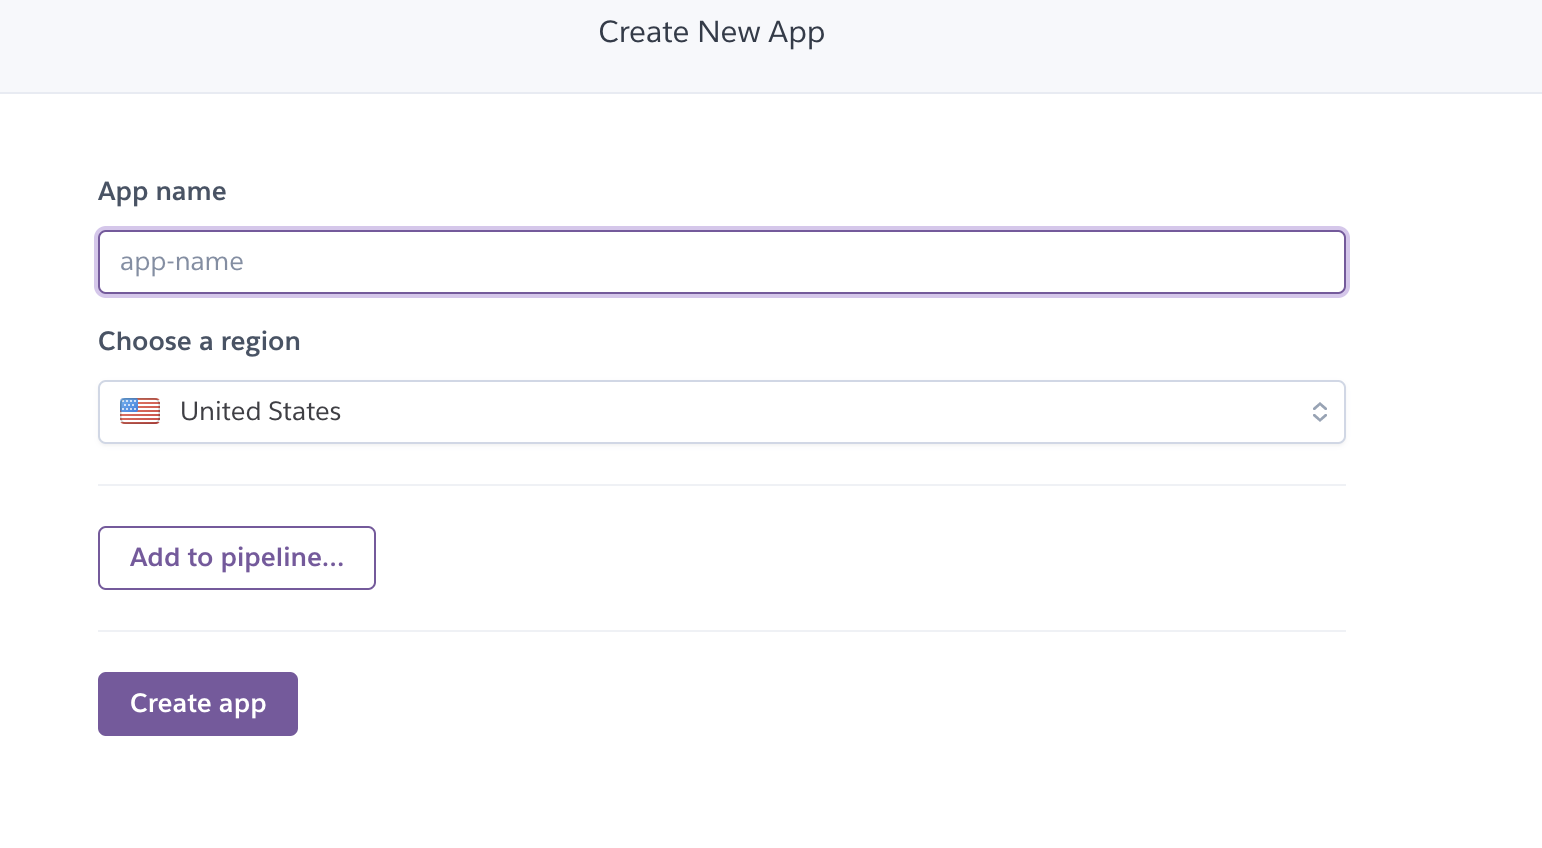 Create New App
App name
app-name
Choose a region
United States
Add to pipeline...
Create app